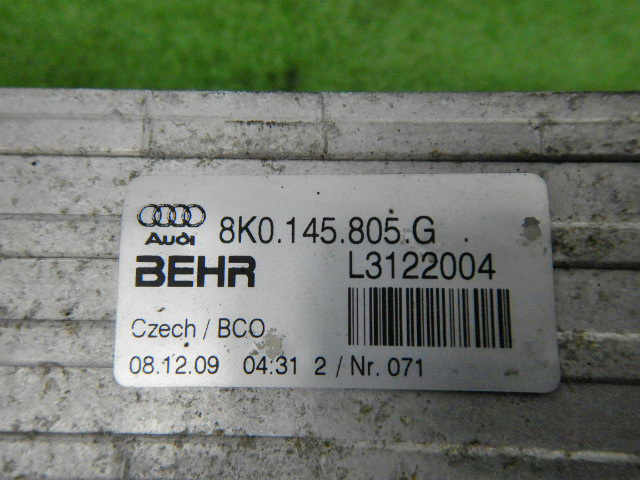 Audi 8K0.145.805.G
BEHR L3122004
Czech / BCO
08.12.09 04:31 2 / Nr. 071